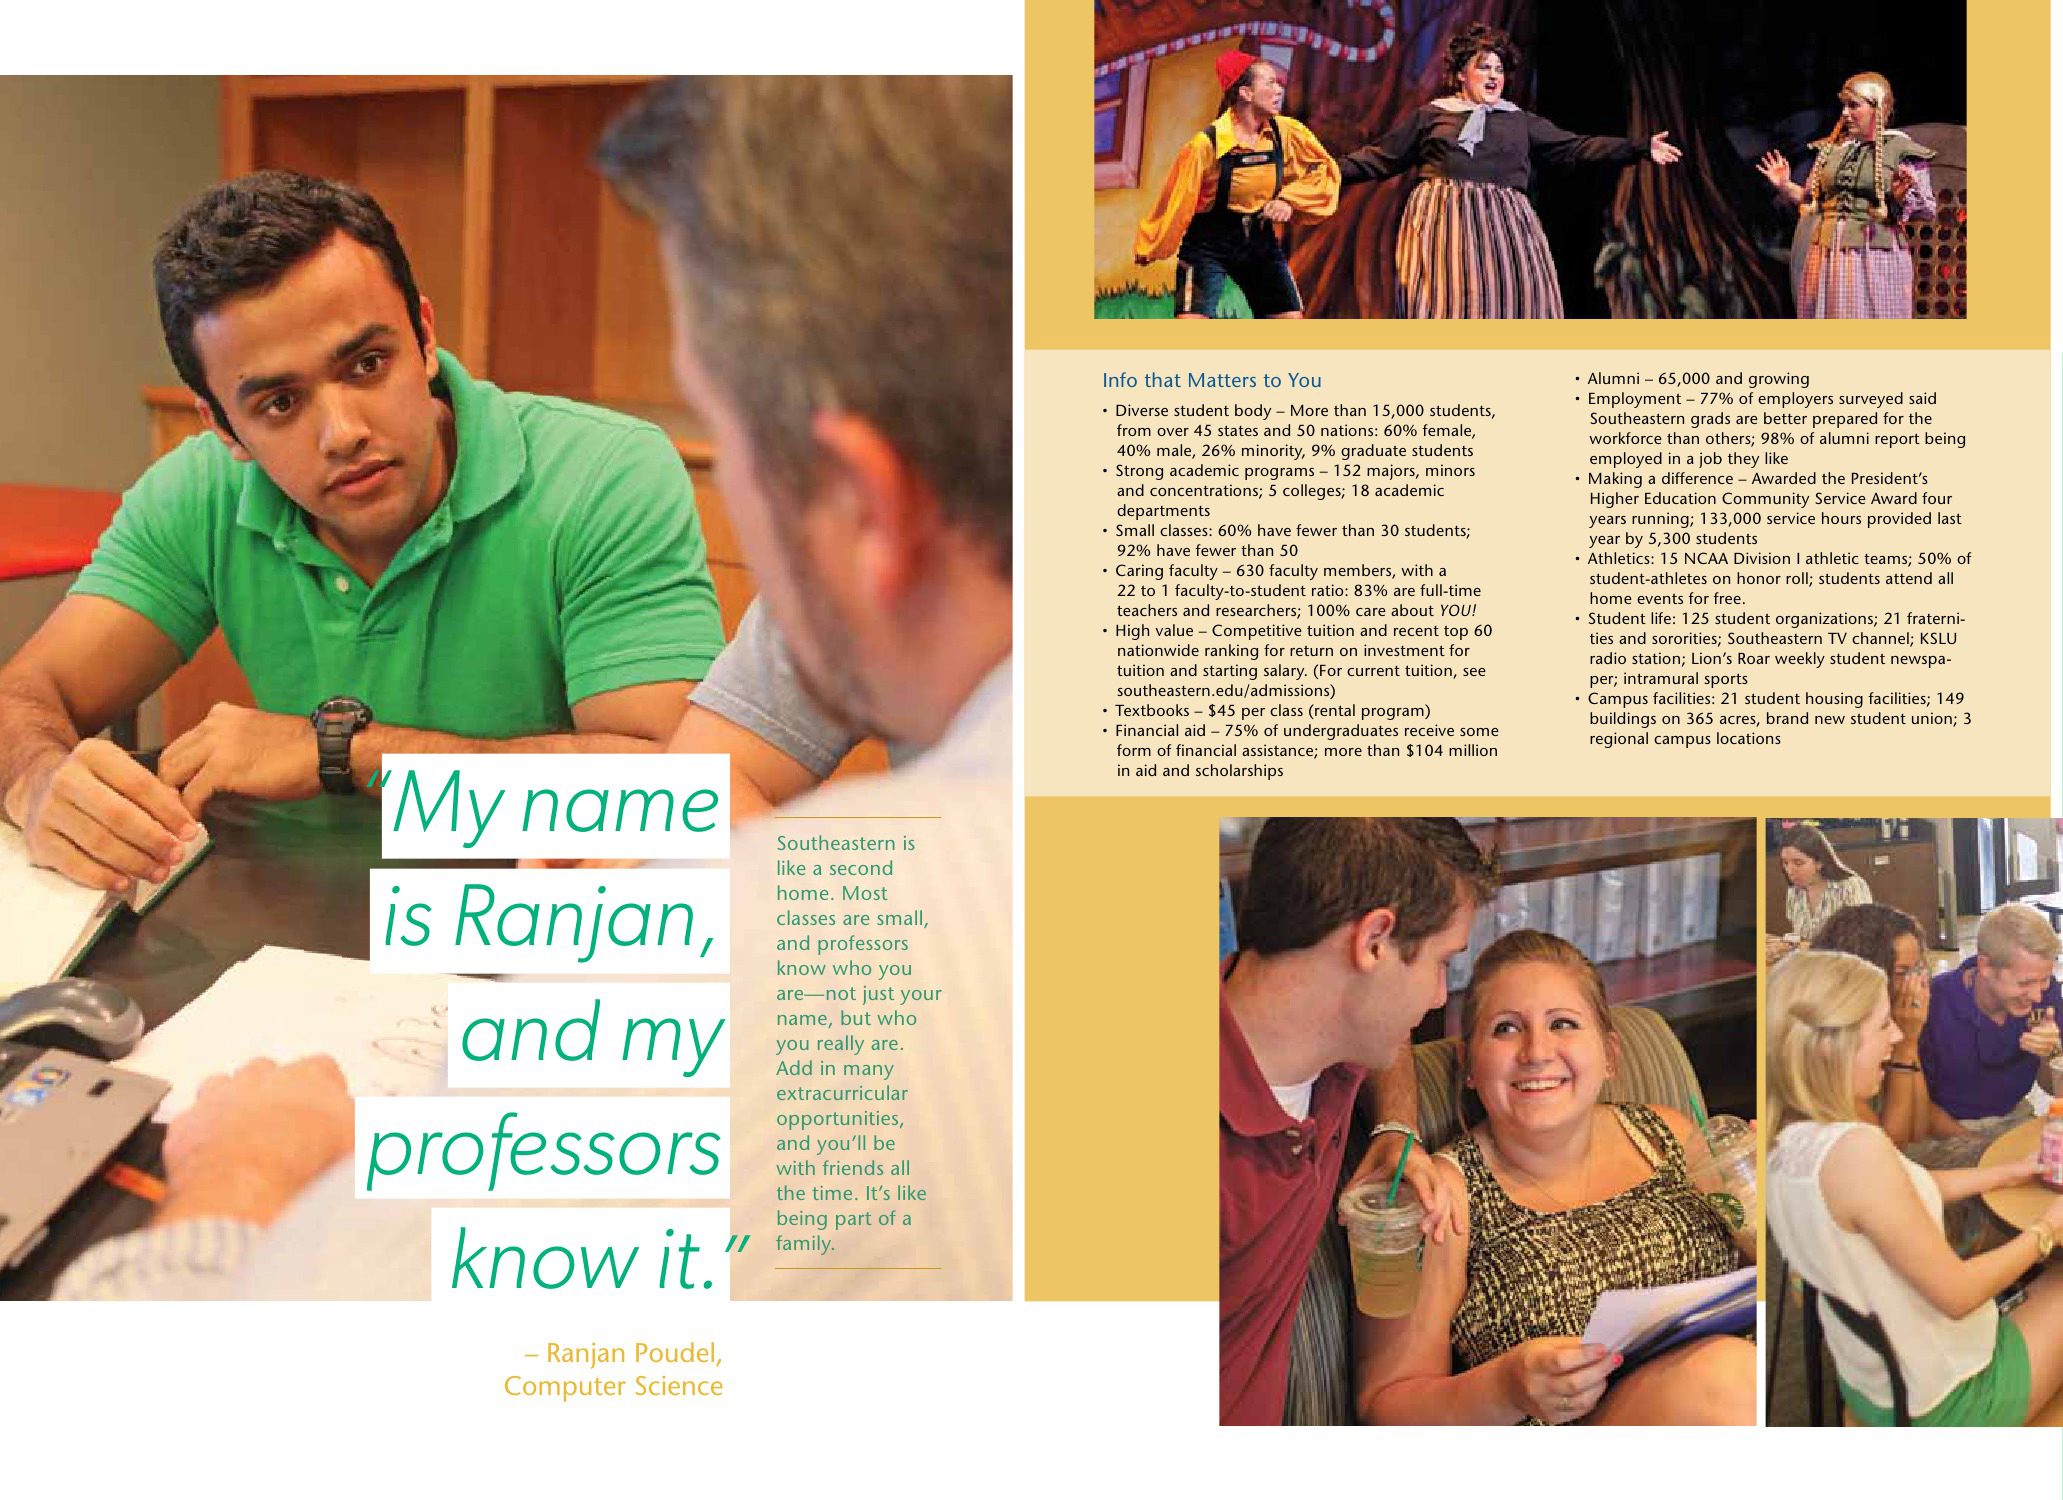 “My name
is Ranjan,
and my
professors
know it.”
– Ranjan Poudel,
Computer Science
Southeastern is
like a second
home. Most
classes are small,
and professors
know who you
are—not just your
name, but who
you really are.
Add in many
extracurricular
opportunities,
and you’ll be
with friends all
the time. It’s like
being part of a
family.
Info that Matters to You
• Diverse student body – More than 15,000 students,
from over 45 states and 50 nations: 60% female,
40% male, 26% minority, 9% graduate students
• Strong academic programs – 152 majors, minors
and concentrations; 5 colleges; 18 academic
departments
• Small classes: 60% have fewer than 30 students;
92% have fewer than 50
• Caring faculty – 630 faculty members, with a
22 to 1 faculty-to-student ratio: 83% are full-time
teachers and researchers; 100% care about YOU!
• High value – Competitive tuition and recent top 60
nationwide ranking for return on investment for
tuition and starting salary. (For current tuition, see
southeastern.edu/admissions)
• Textbooks – $45 per class (rental program)
• Financial aid – 75% of undergraduates receive some
form of financial assistance; more than $104 million
in aid and scholarships
• Alumni – 65,000 and growing
• Employment – 77% of employers surveyed said
Southeastern grads are better prepared for the
workforce than others; 98% of alumni report being
employed in a job they like
• Making a difference – Awarded the President’s
Higher Education Community Service Award four
years running; 133,000 service hours provided last
year by 5,300 students
• Athletics: 15 NCAA Division I athletic teams; 50% of
student-athletes on honor roll; students attend all
home events for free.
• Student life: 125 student organizations; 21 fraterni-
ties and sororities; Southeastern TV channel; KSLU
radio station; Lion’s Roar weekly student newspa-
per; intramural sports
• Campus facilities: 21 student housing facilities; 149
buildings on 365 acres, brand new student union; 3
regional campus locations